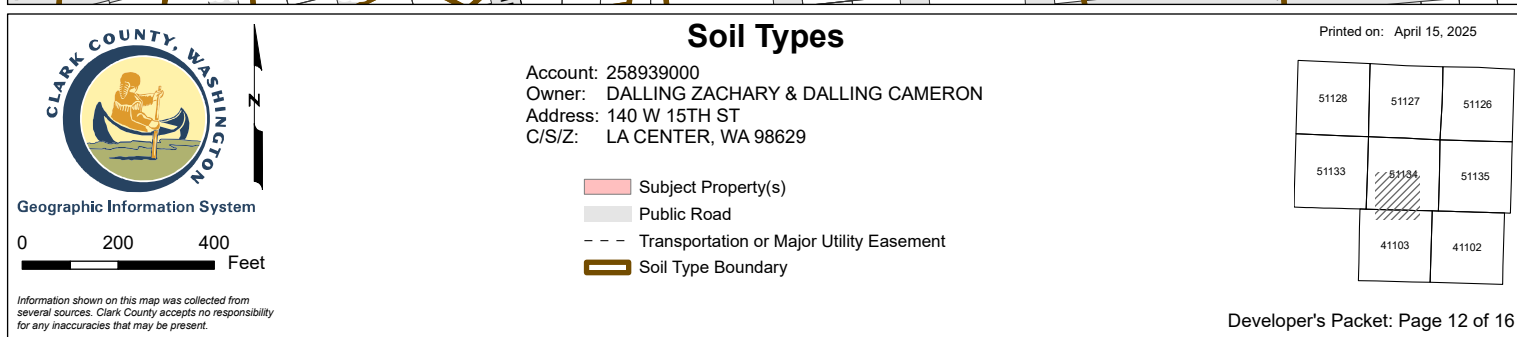 CLARK COUNTY, WASHINGTON
N
Geographic Information System
0 200 400
Feet
Information shown on this map was collected from
several sources. Clark County accepts no responsibility
for any inaccuracies that may be present.
Soil Types
Account: 258939000
Owner: DALLING ZACHARY & DALLING CAMERON
Address: 140 W 15TH ST
C/S/Z: LA CENTER, WA 98629
Subject Property(s)
Public Road
Transportation or Major Utility Easement
Soil Type Boundary
Printed on: April 15, 2025
51128 51127 51126
51133 51134 51135
41103 41102
Developer's Packet: Page 12 of 16